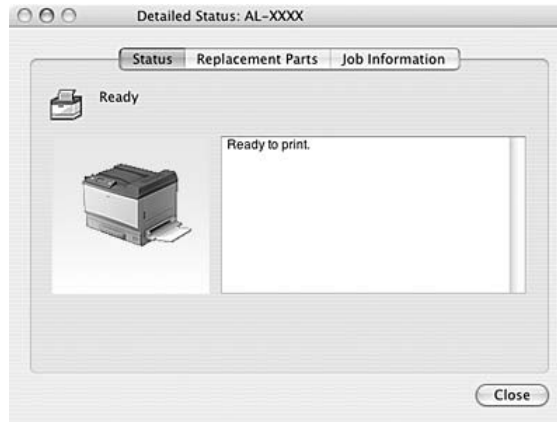 Detailed Status: AL-XXXX
Status Replacement Parts Job Information
Ready
Ready to print.
Close